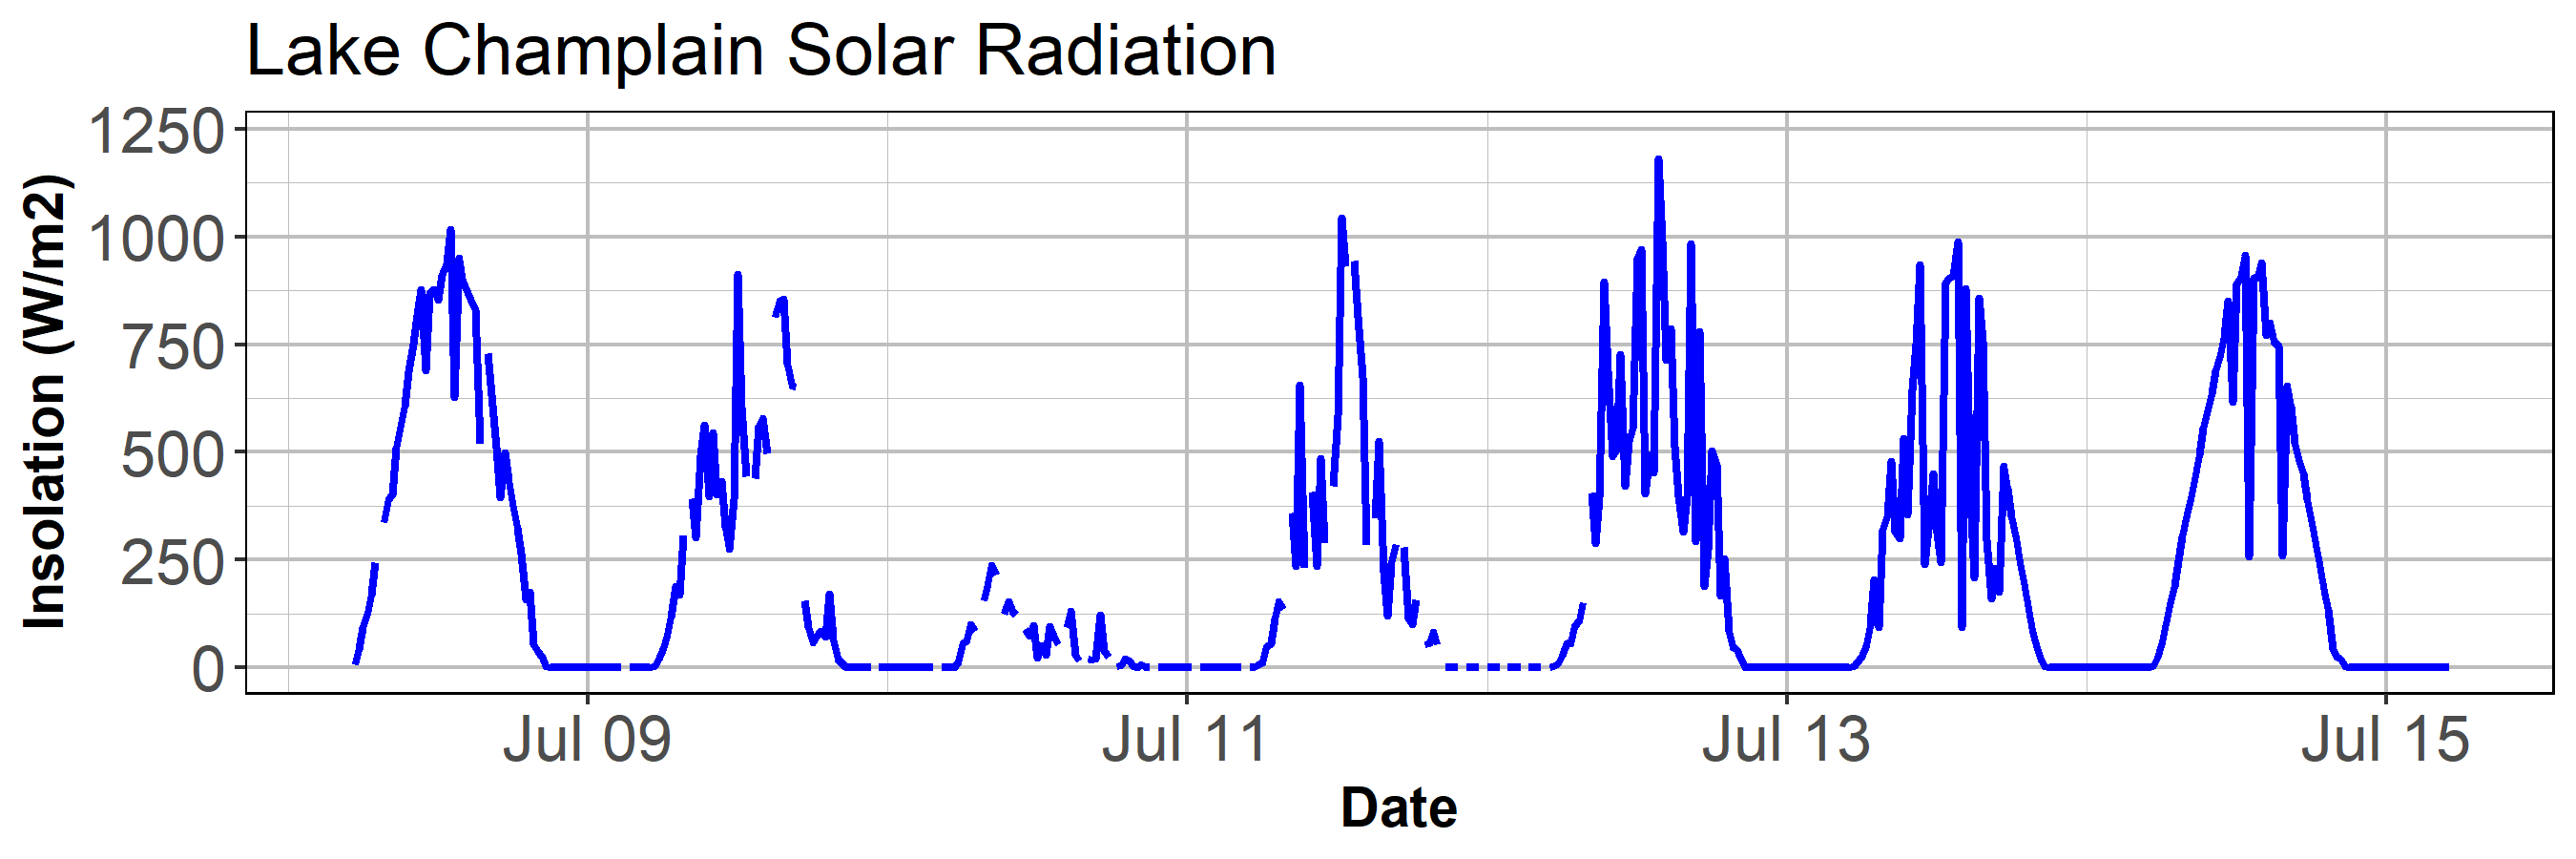 Lake Champlain Solar Radiation
Insolation (W/m2)
1250
1000
750
500
250
0
Jul 09 Jul 11 Jul 13 Jul 15
Date